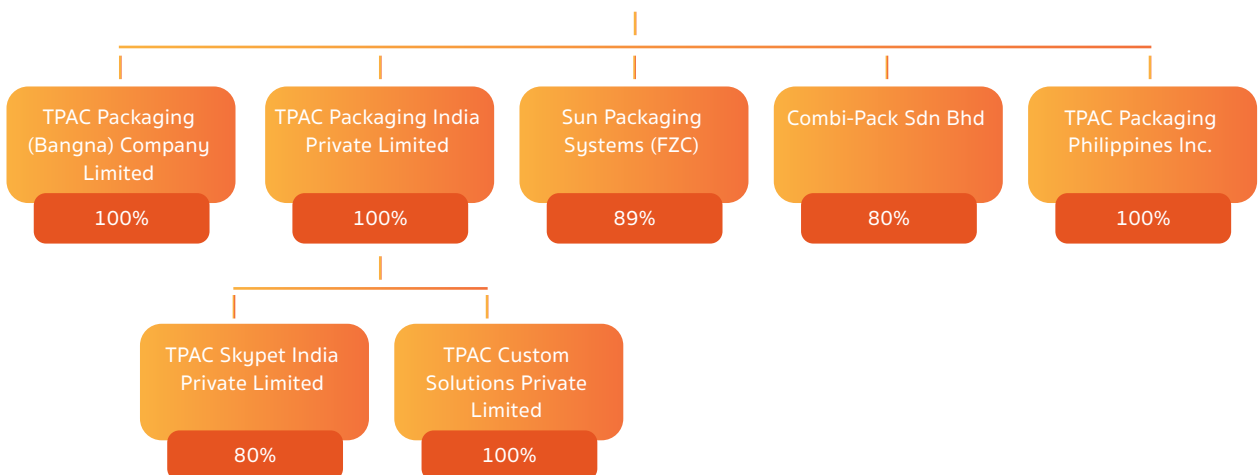 TPAC Packaging
(Bangna) Company
Limited
100%
TPAC Packaging India
Private Limited
100%
Sun Packaging
Systems (FZC)
89%
Combi-Pack Sdn Bhd
80%
TPAC Packaging
Philippines Inc.
100%
TPAC Skypet India
Private Limited
80%
TPAC Custom
Solutions Private
Limited
100%